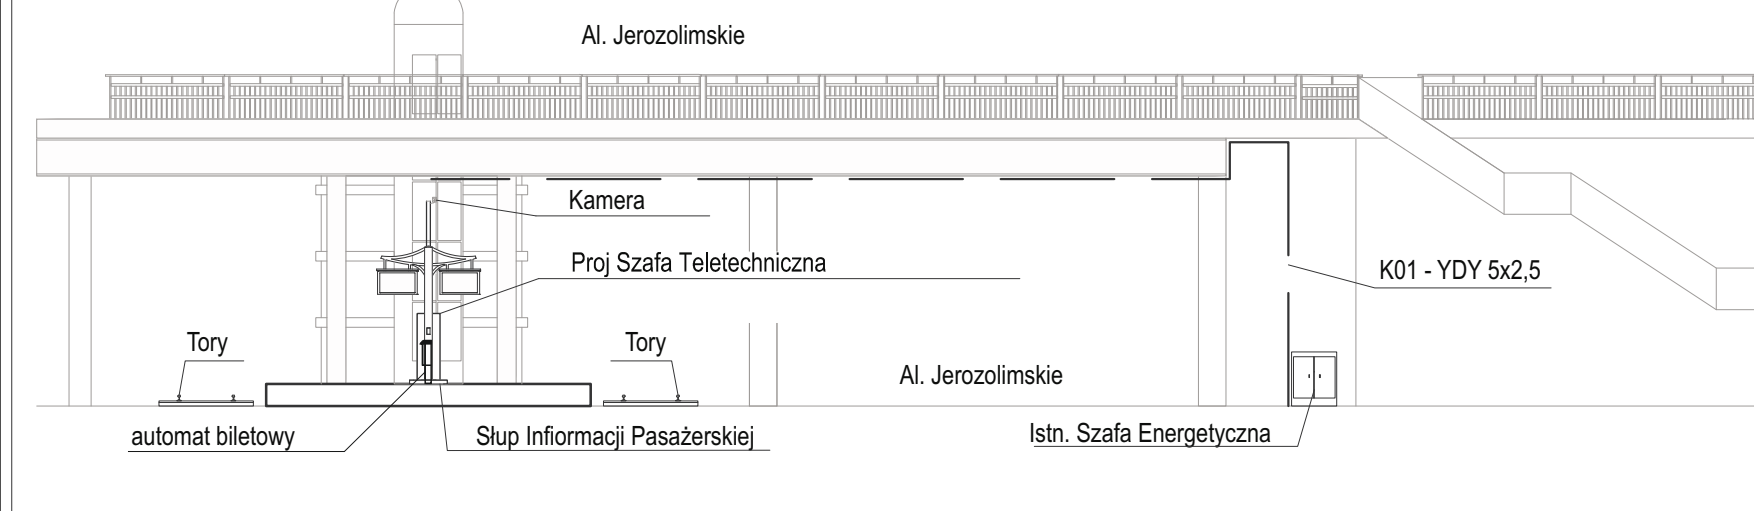 Al. Jerozolimskie
Kamera
Proj Szafa Teletechniczna
K01 - YDY 5x2,5
Tory
Tory
Al. Jerozolimskie
automat biletowy
Słup Infiormacji Pasażerskiej
Istn. Szafa Energetyczna